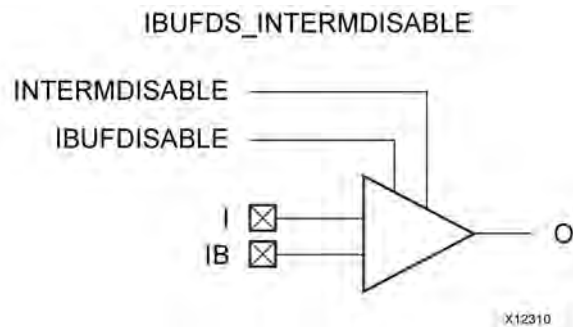 IBUFDS_INTERMDISABLE
INTERMDISABLE
IBUFDISABLE
I
IB
O
X12310